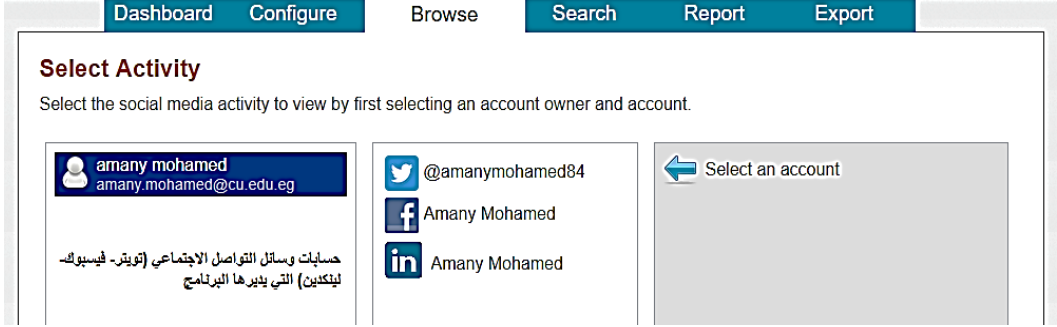 Dashboard Configure Browse Search Report Export
Select Activity
Select the social media activity to view by first selecting an account owner and account.
amany mohamed
amany.mohamed@cu.edu.eg
حسابات وسائل التواصل الاجتماعي (تويتر- فيسبوك-
لينكدين) التي يديرها البرنامج
@amanymohamed84
Amany Mohamed
Amany Mohamed
Select an account